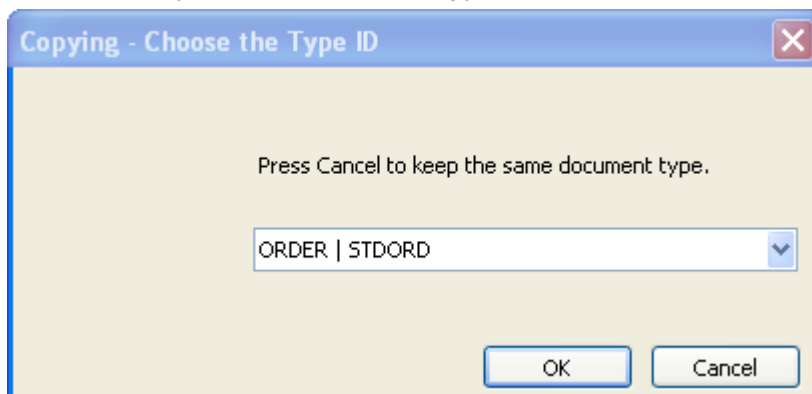 Copying - Choose the Type ID
Press Cancel to keep the same document type.
ORDER | STDORD
OK Cancel